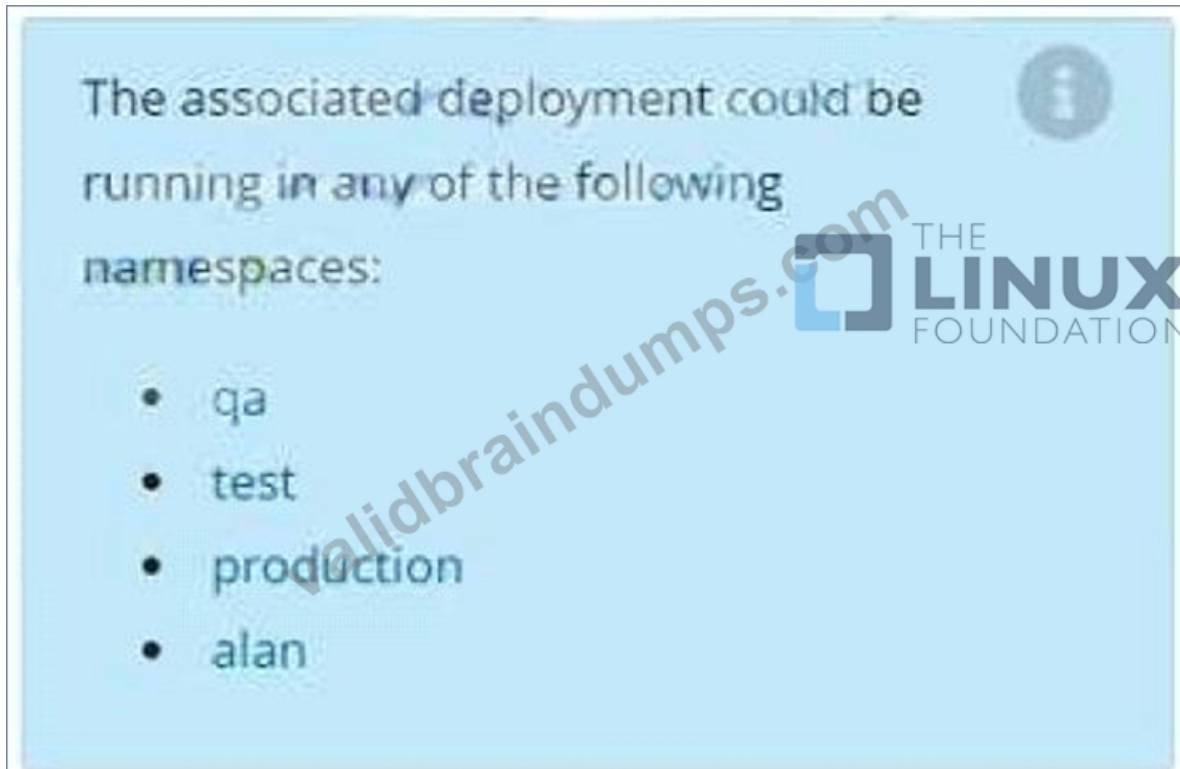 The associated deployment could be
running in any of the following
namespaces:
THE
LINUX
FOUNDATION
qa
test
production
alan
validbraindumps.com